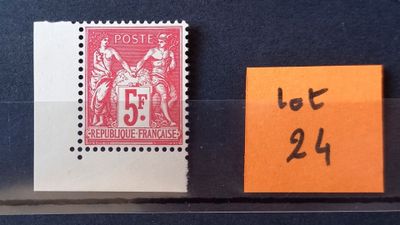 POSTE
5F
REPUBLIQUE FRANÇAISE
lot
24